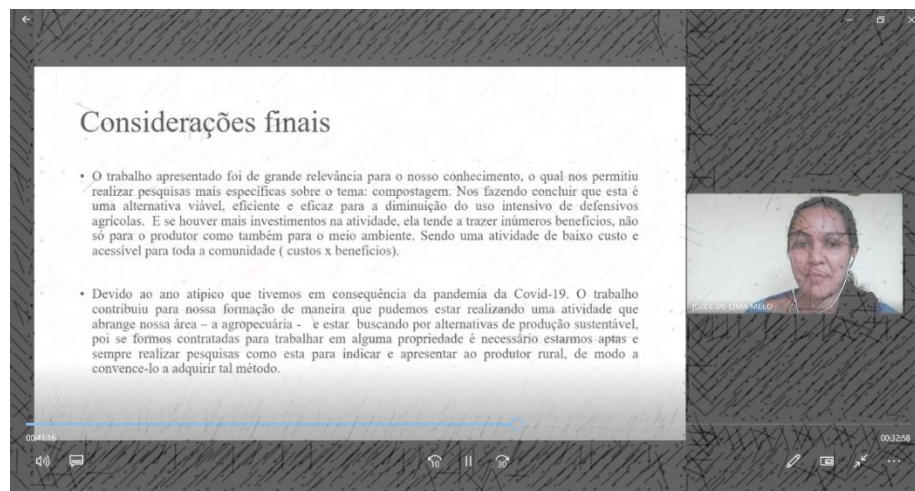 Considerações finais
• O trabalho apresentado foi de grande relevância para o nosso conhecimento, o qual nos permitiu
realizar pesquisas mais específicas sobre o tema: compostagem. Nos fazendo concluir que esta é
uma alternativa viável, eficiente e eficaz para a diminuição do uso intensivo de defensivos
agrícolas. E se houver mais investimentos na atividade, ela tende a trazer inúmeros benefícios, não
só para o produtor como também para o meio ambiente. Sendo uma atividade de baixo custo e
acessível para toda a comunidade ( custos x benefícios).
• Devido ao ano atípico que tivemos em consequência da pandemia da Covid-19. O trabalho
contribuiu para nossa formação de maneira que pudemos estar realizando uma atividade que
abrange nossa área – a agropecuária - e estar buscando por alternativas de produção sustentável,
poi se formos contratadas para trabalhar em alguma propriedade é necessário estarmos aptas e
sempre realizar pesquisas como esta para indicar e apresentar ao produtor rural, de modo a
convence-lo a adquirir tal método.
JOICE DE LIMA MELO
00:41:16
00:32:58
10
30